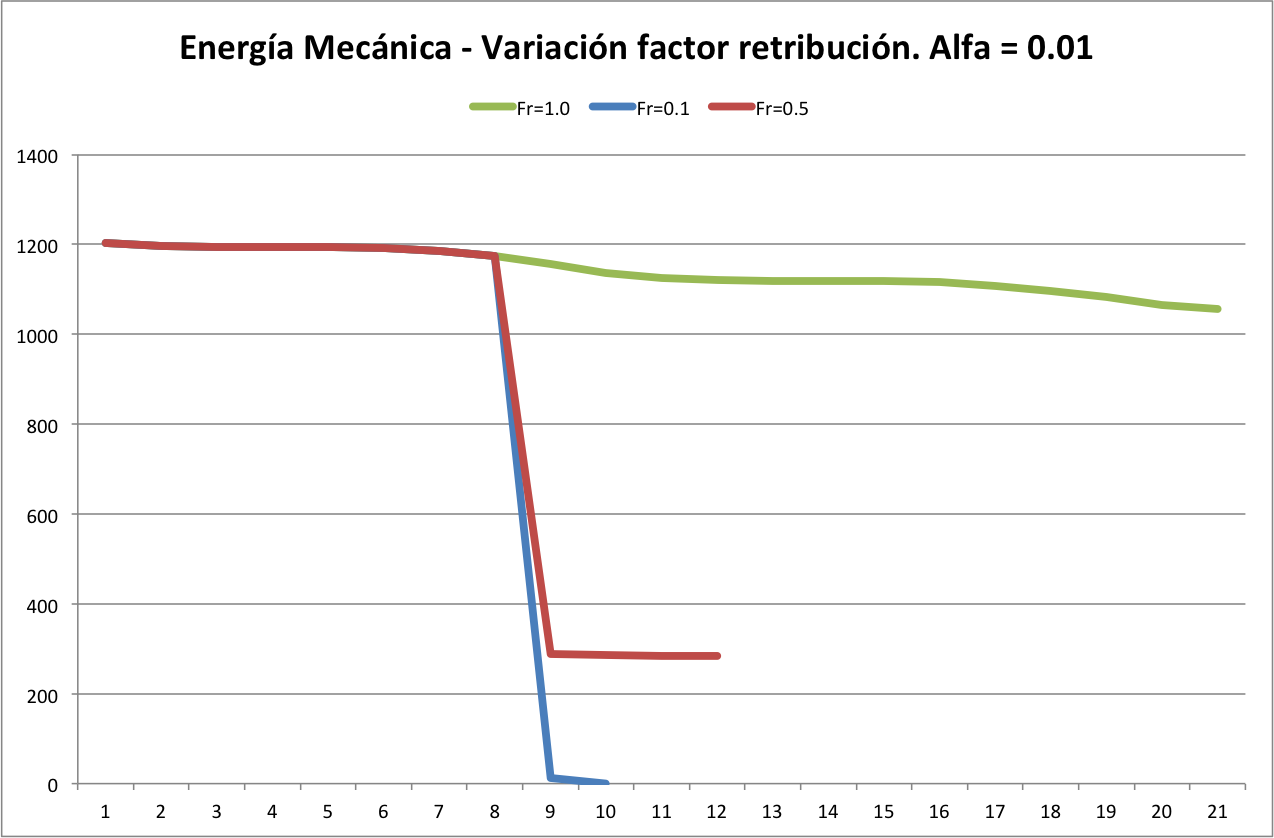 Energía Mecánica - Variación factor retribución. Alfa = 0.01
Fr=1.0 Fr=0.1 Fr=0.5
1400
1200
1000
800
600
400
200
0
1 2 3 4 5 6 7 8 9 10 11 12 13 14 15 16 17 18 19 20 21